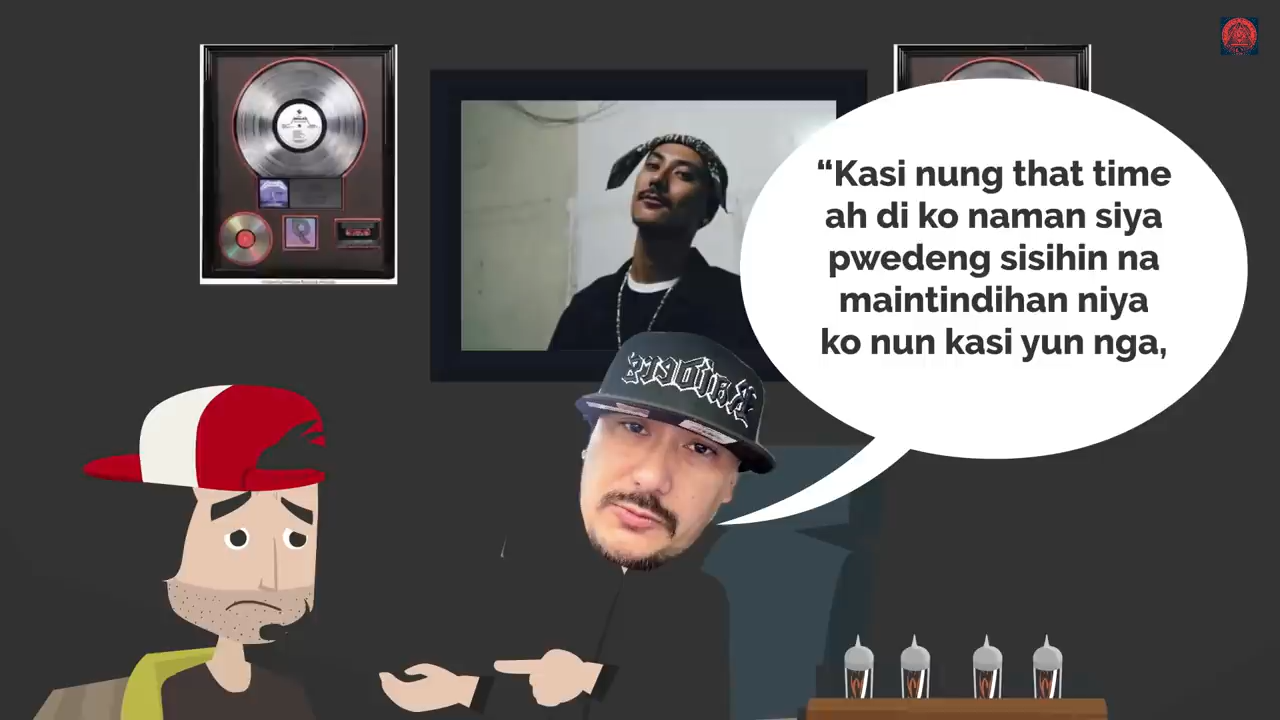 “Kasi nung that time
ah di ko naman siya
pwedeng sisihin na
maintindihan niya
ko nun kasi yun nga,